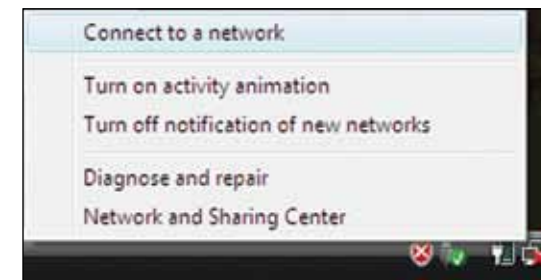 Connect to a network
Turn on activity animation
Turn off notification of new networks
Diagnose and repair
Network and Sharing Center